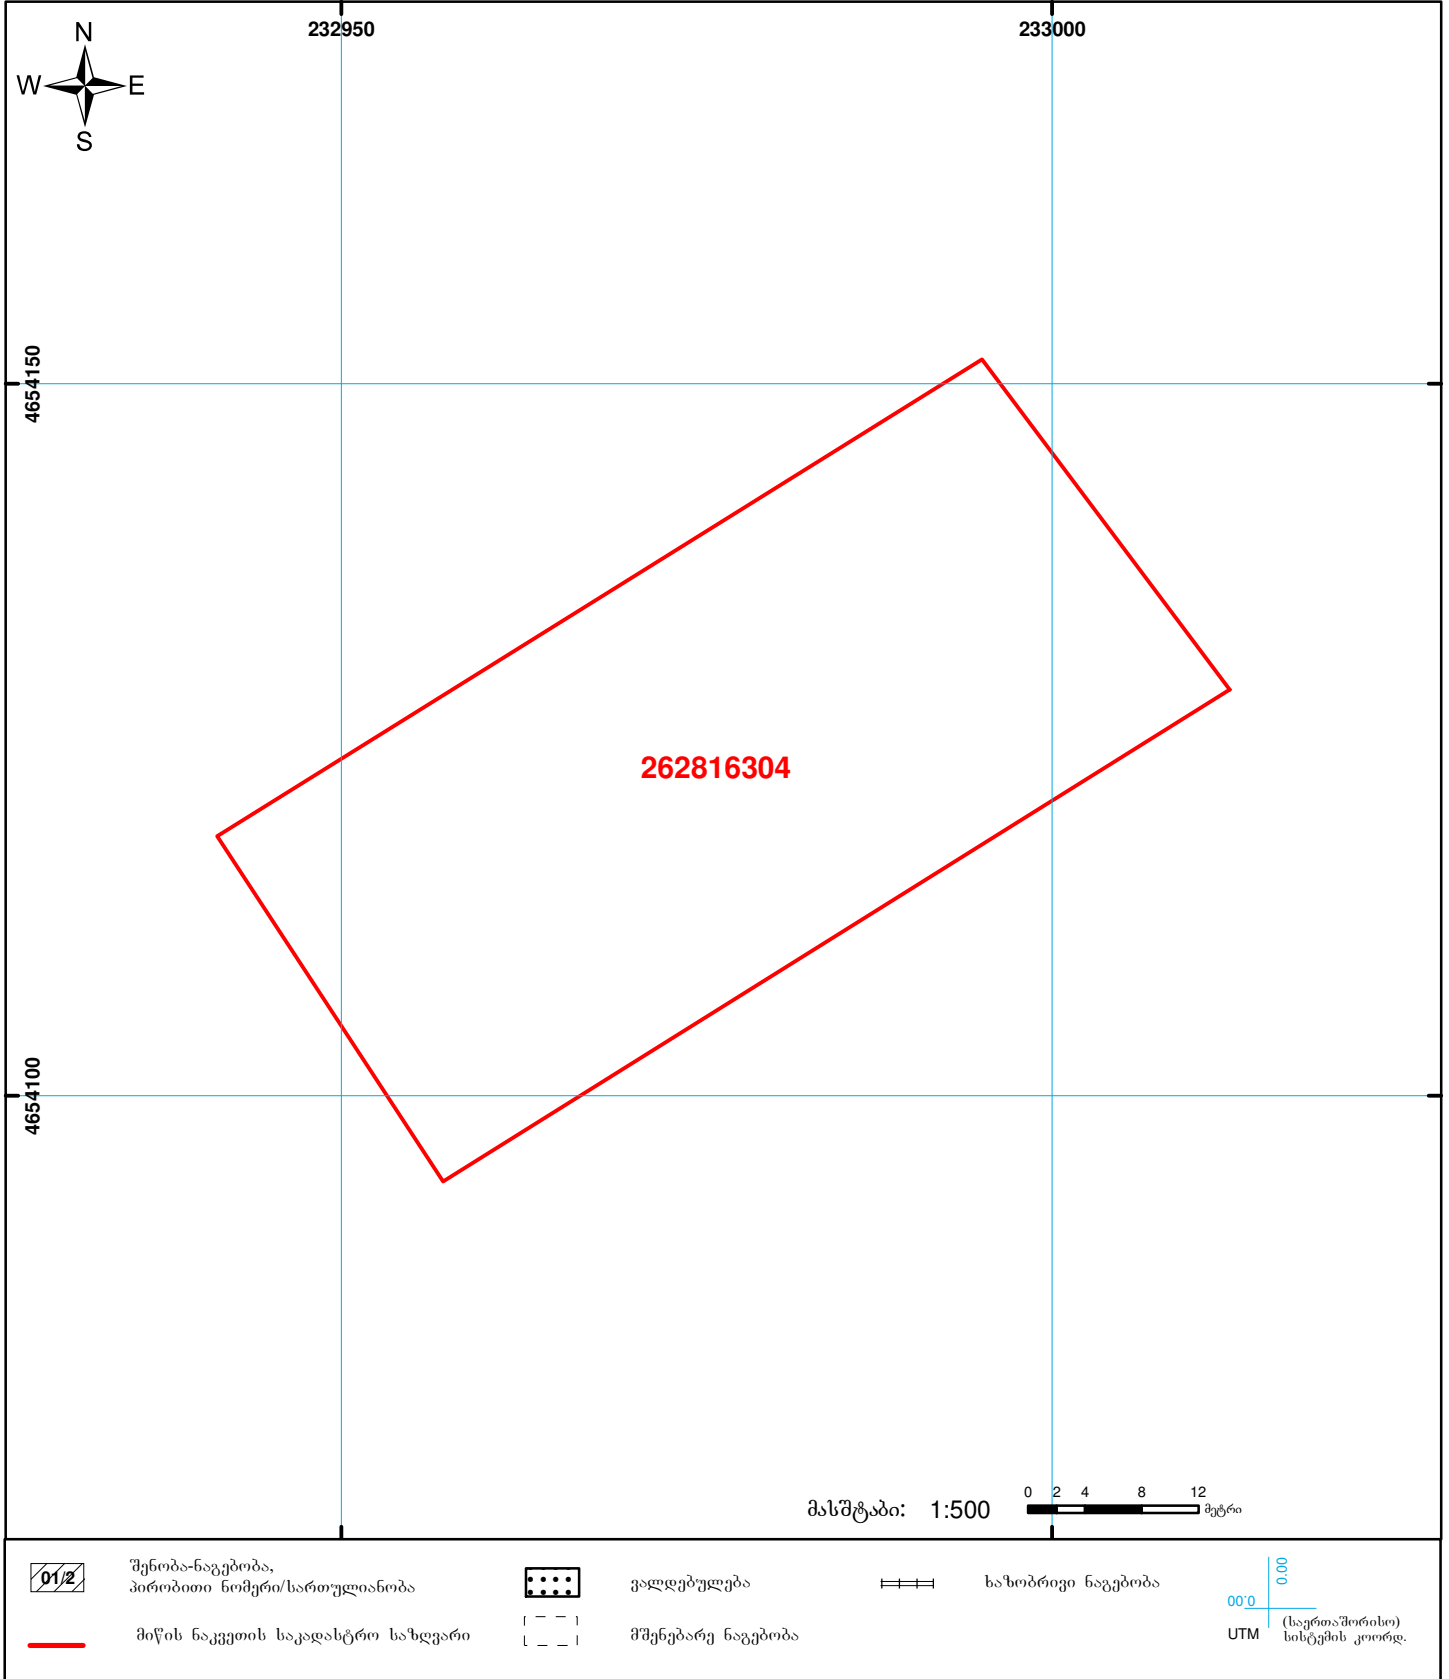 232950
233000
N
W
E
S
4654150
262816304
4654100
მასშტაბი: 1:500
0 2 4 8 12
მეტრი
01/2
შენობა-ნაგებობა,
პირობითი ნომერი/სართულიანობა
ვალდებულება
ხაზობრივი ნაგებობა
00.0
00.0
მიწის ნაკვეთის საკადასტრო საზღვარი
მშენებარე ნაგებობა
UTM
(საერთაშორისო)
სისტემის კოორდ.